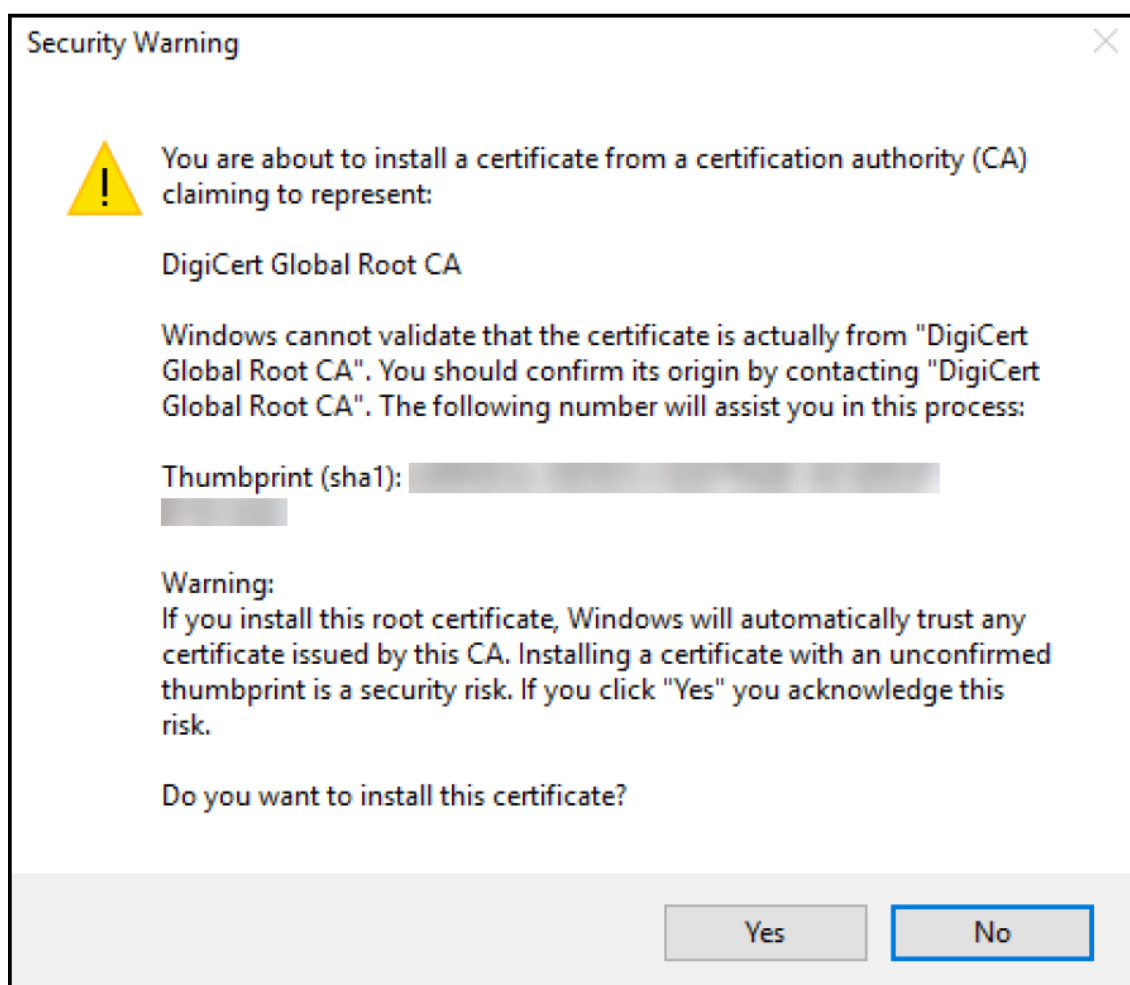 Security Warning
You are about to install a certificate from a certification authority (CA)
claiming to represent:
DigiCert Global Root CA
Windows cannot validate that the certificate is actually from "DigiCert
Global Root CA". You should confirm its origin by contacting "DigiCert
Global Root CA". The following number will assist you in this process:
Thumbprint (sha1):
Warning:
If you install this root certificate, Windows will automatically trust any
certificate issued by this CA. Installing a certificate with an unconfirmed
thumbprint is a security risk. If you click "Yes" you acknowledge this
risk.
Do you want to install this certificate?
Yes
No